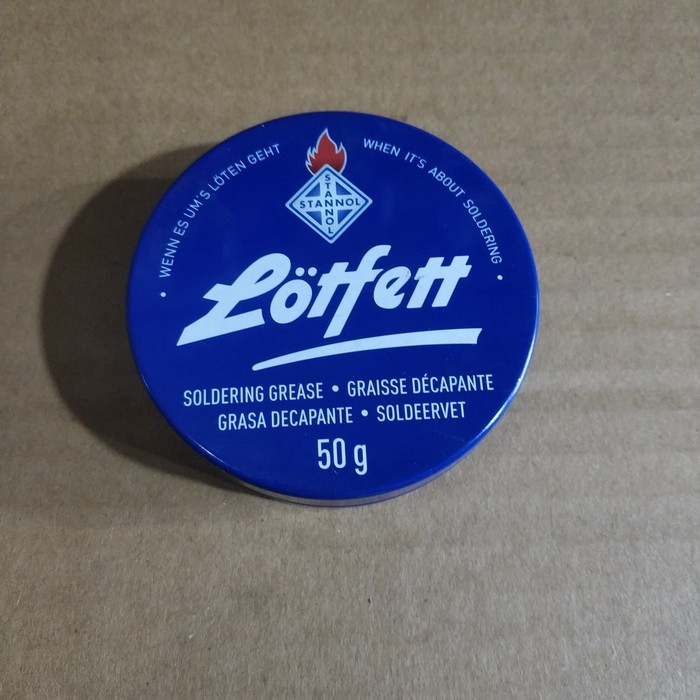 WENN ES UM'S LÖTEN GEHT
WHEN IT'S ABOUT SOLDERING
STANNOL
STANNOL
Lötfett
SOLDERING GREASE • GRAISSE DÉCAPANTE
GRASA DECAPANTE • SOLDEERVET
50 g